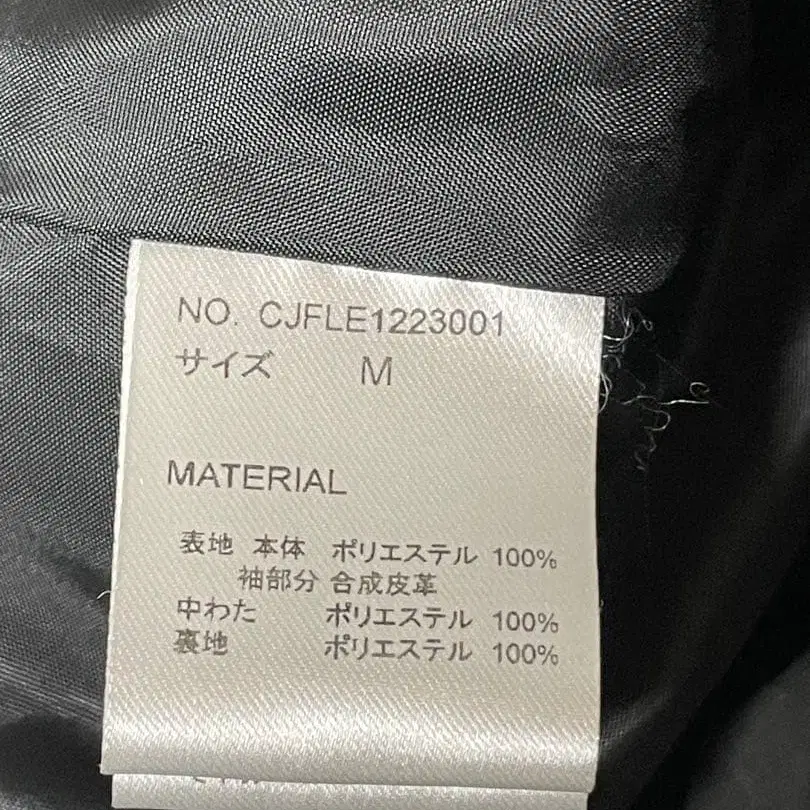 NO. CJFLE1223001
サイズ M
MATERIAL
表地 本体 ポリエステル 100%
袖部分 合成皮革
中わた ポリエステル 100%
裏地 ポリエステル 100%